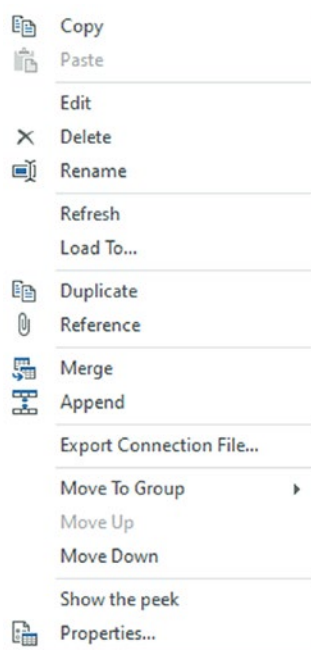 Copy
Paste
Edit
Delete
Rename
Refresh
Load To...
Duplicate
Reference
Merge
Append
Export Connection File...
Move To Group
Move Up
Move Down
Show the peek
Properties...